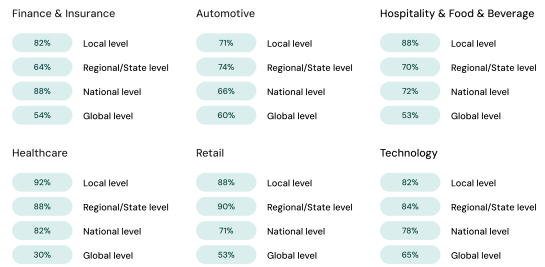 Finance & Insurance
82% Local level
64% Regional/State level
88% National level
54% Global level
Automotive
71% Local level
74% Regional/State level
66% National level
60% Global level
Hospitality & Food & Beverage
88% Local level
70% Regional/State level
72% National level
53% Global level
Healthcare
92% Local level
88% Regional/State level
82% National level
30% Global level
Retail
88% Local level
90% Regional/State level
71% National level
53% Global level
Technology
82% Local level
84% Regional/State level
78% National level
65% Global level